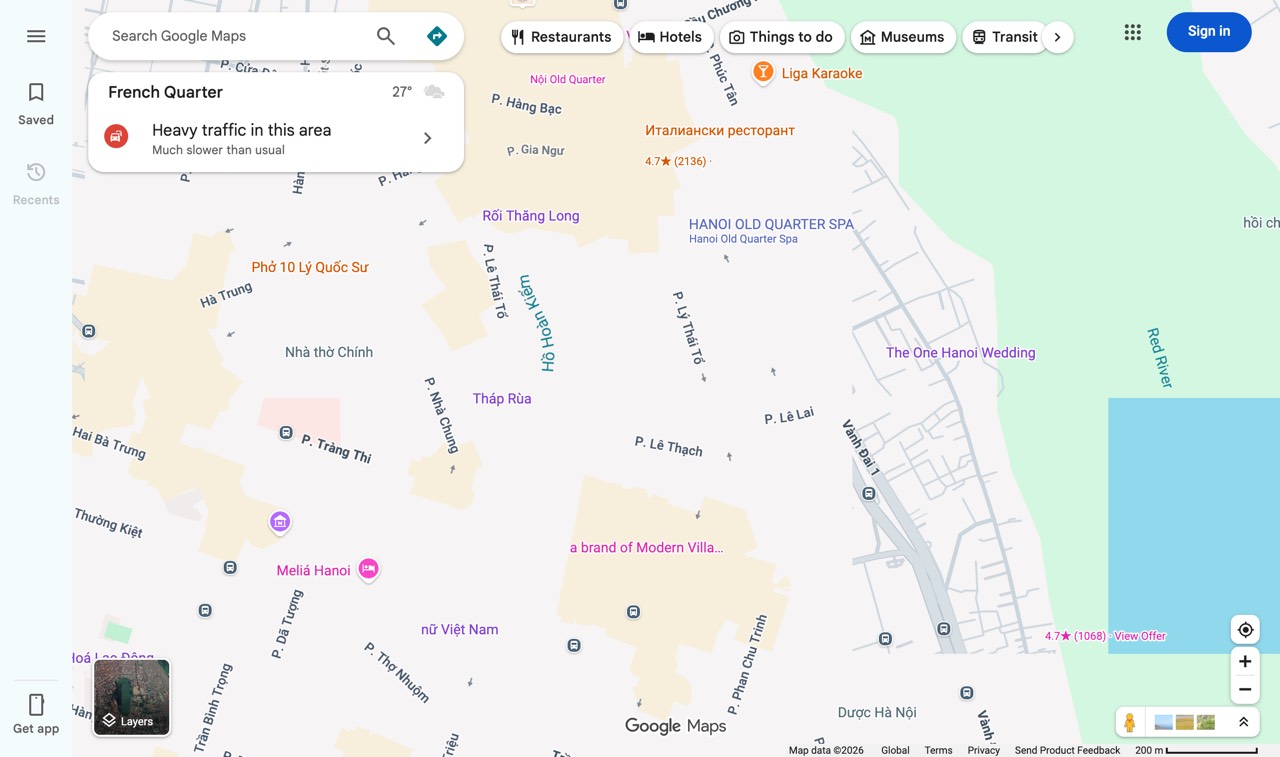 Search Google Maps
Restaurants
Hotels
Things to do
Museums
Transit
Sign in
Saved
Recents
Get app
French Quarter
27°
Heavy traffic in this area
Much slower than usual
P. Phúc Tân
Liga Karaoke
Nội Old Quarter
P. Hàng Bạc
P. Gia Ngư
Италиански ресторант
4.7★ (2136) ·
Rối Thăng Long
HANOI OLD QUARTER SPA
Hanoi Old Quarter Spa
hồi ch
Phở 10 Lý Quốc Sư
Hà Trung
P. Lê Thái Tổ
Hồ Hoàn Kiếm
P. Lý Thái Tổ
Nhà thờ Chính
The One Hanoi Wedding
Red River
Tháp Rùa
P. Nhà Chung
P. Lê Lai
Hai Bà Trưng
P. Tràng Thi
P. Lê Thạch
Vành Đai 1
Thường Kiệt
a brand of Modern Villa...
Meliá Hanoi
P. Dã Tượng
nữ Việt Nam
4.7★ (1068) · View Offer
P. Thợ Nhuộm
P. Phan Chu Trinh
Trần Bình Trọng
Dược Hà Nội
Vành
Layers
Google Maps
Map data ©2026
Global
Terms
Privacy
Send Product Feedback
200 m